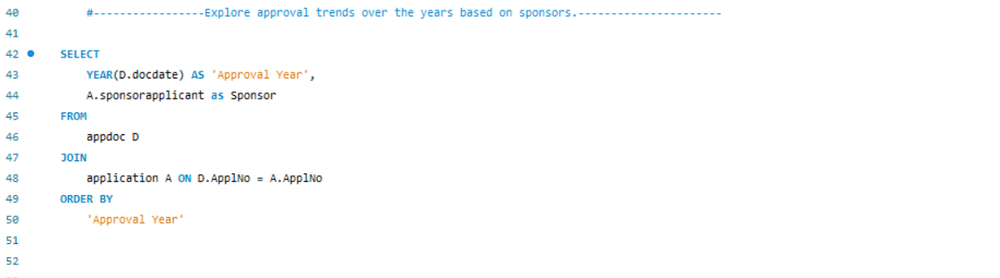 40 #-----------------Explore approval trends over the years based on sponsors.----------------------
41
42 SELECT
43 YEAR(D.docdate) AS 'Approval Year',
44 A.sponsorapplicant as Sponsor
45 FROM
46 appdoc D
47 JOIN
48 application A ON D.ApplNo = A.ApplNo
49 ORDER BY
50 'Approval Year'
51
52